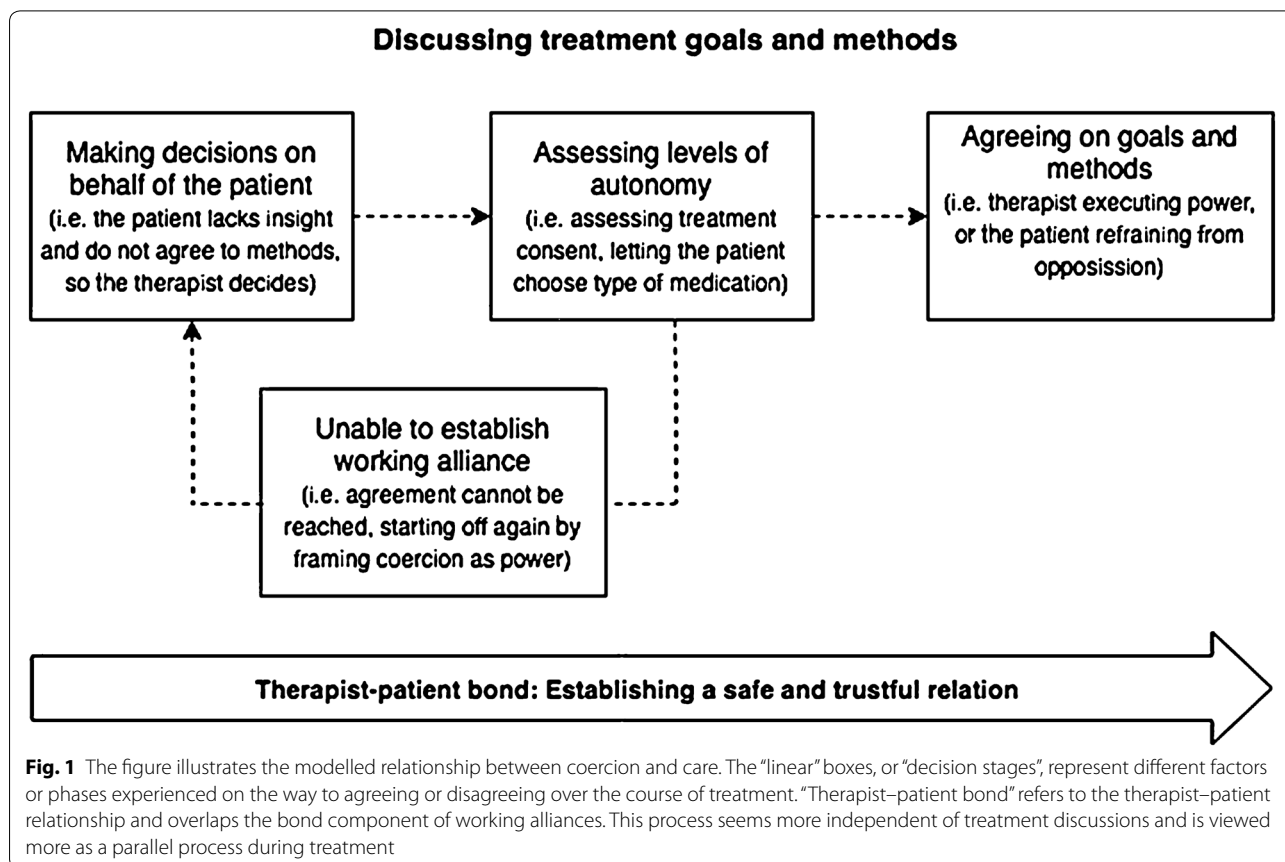 Discussing treatment goals and methods
Making decisions on
behalf of the patient
(i.e. the patient lacks insight
and do not agree to methods,
so the therapist decides)
Assessing levels of
autonomy
(i.e. assessing treatment
consent, letting the patient
choose type of medication)
Agreeing on goals and
methods
(i.e. therapist executing power,
or the patient refraining from
opposission)
Unable to establish
working alliance
(i.e. agreement cannot be
reached, starting off again by
framing coercion as power)
Therapist-patient bond: Establishing a safe and trustful relation
Fig. 1 The figure illustrates the modelled relationship between coercion and care. The “linear” boxes, or “decision stages”, represent different factors
or phases experienced on the way to agreeing or disagreeing over the course of treatment. “Therapist–patient bond” refers to the therapist–patient
relationship and overlaps the bond component of working alliances. This process seems more independent of treatment discussions and is viewed
more as a parallel process during treatment